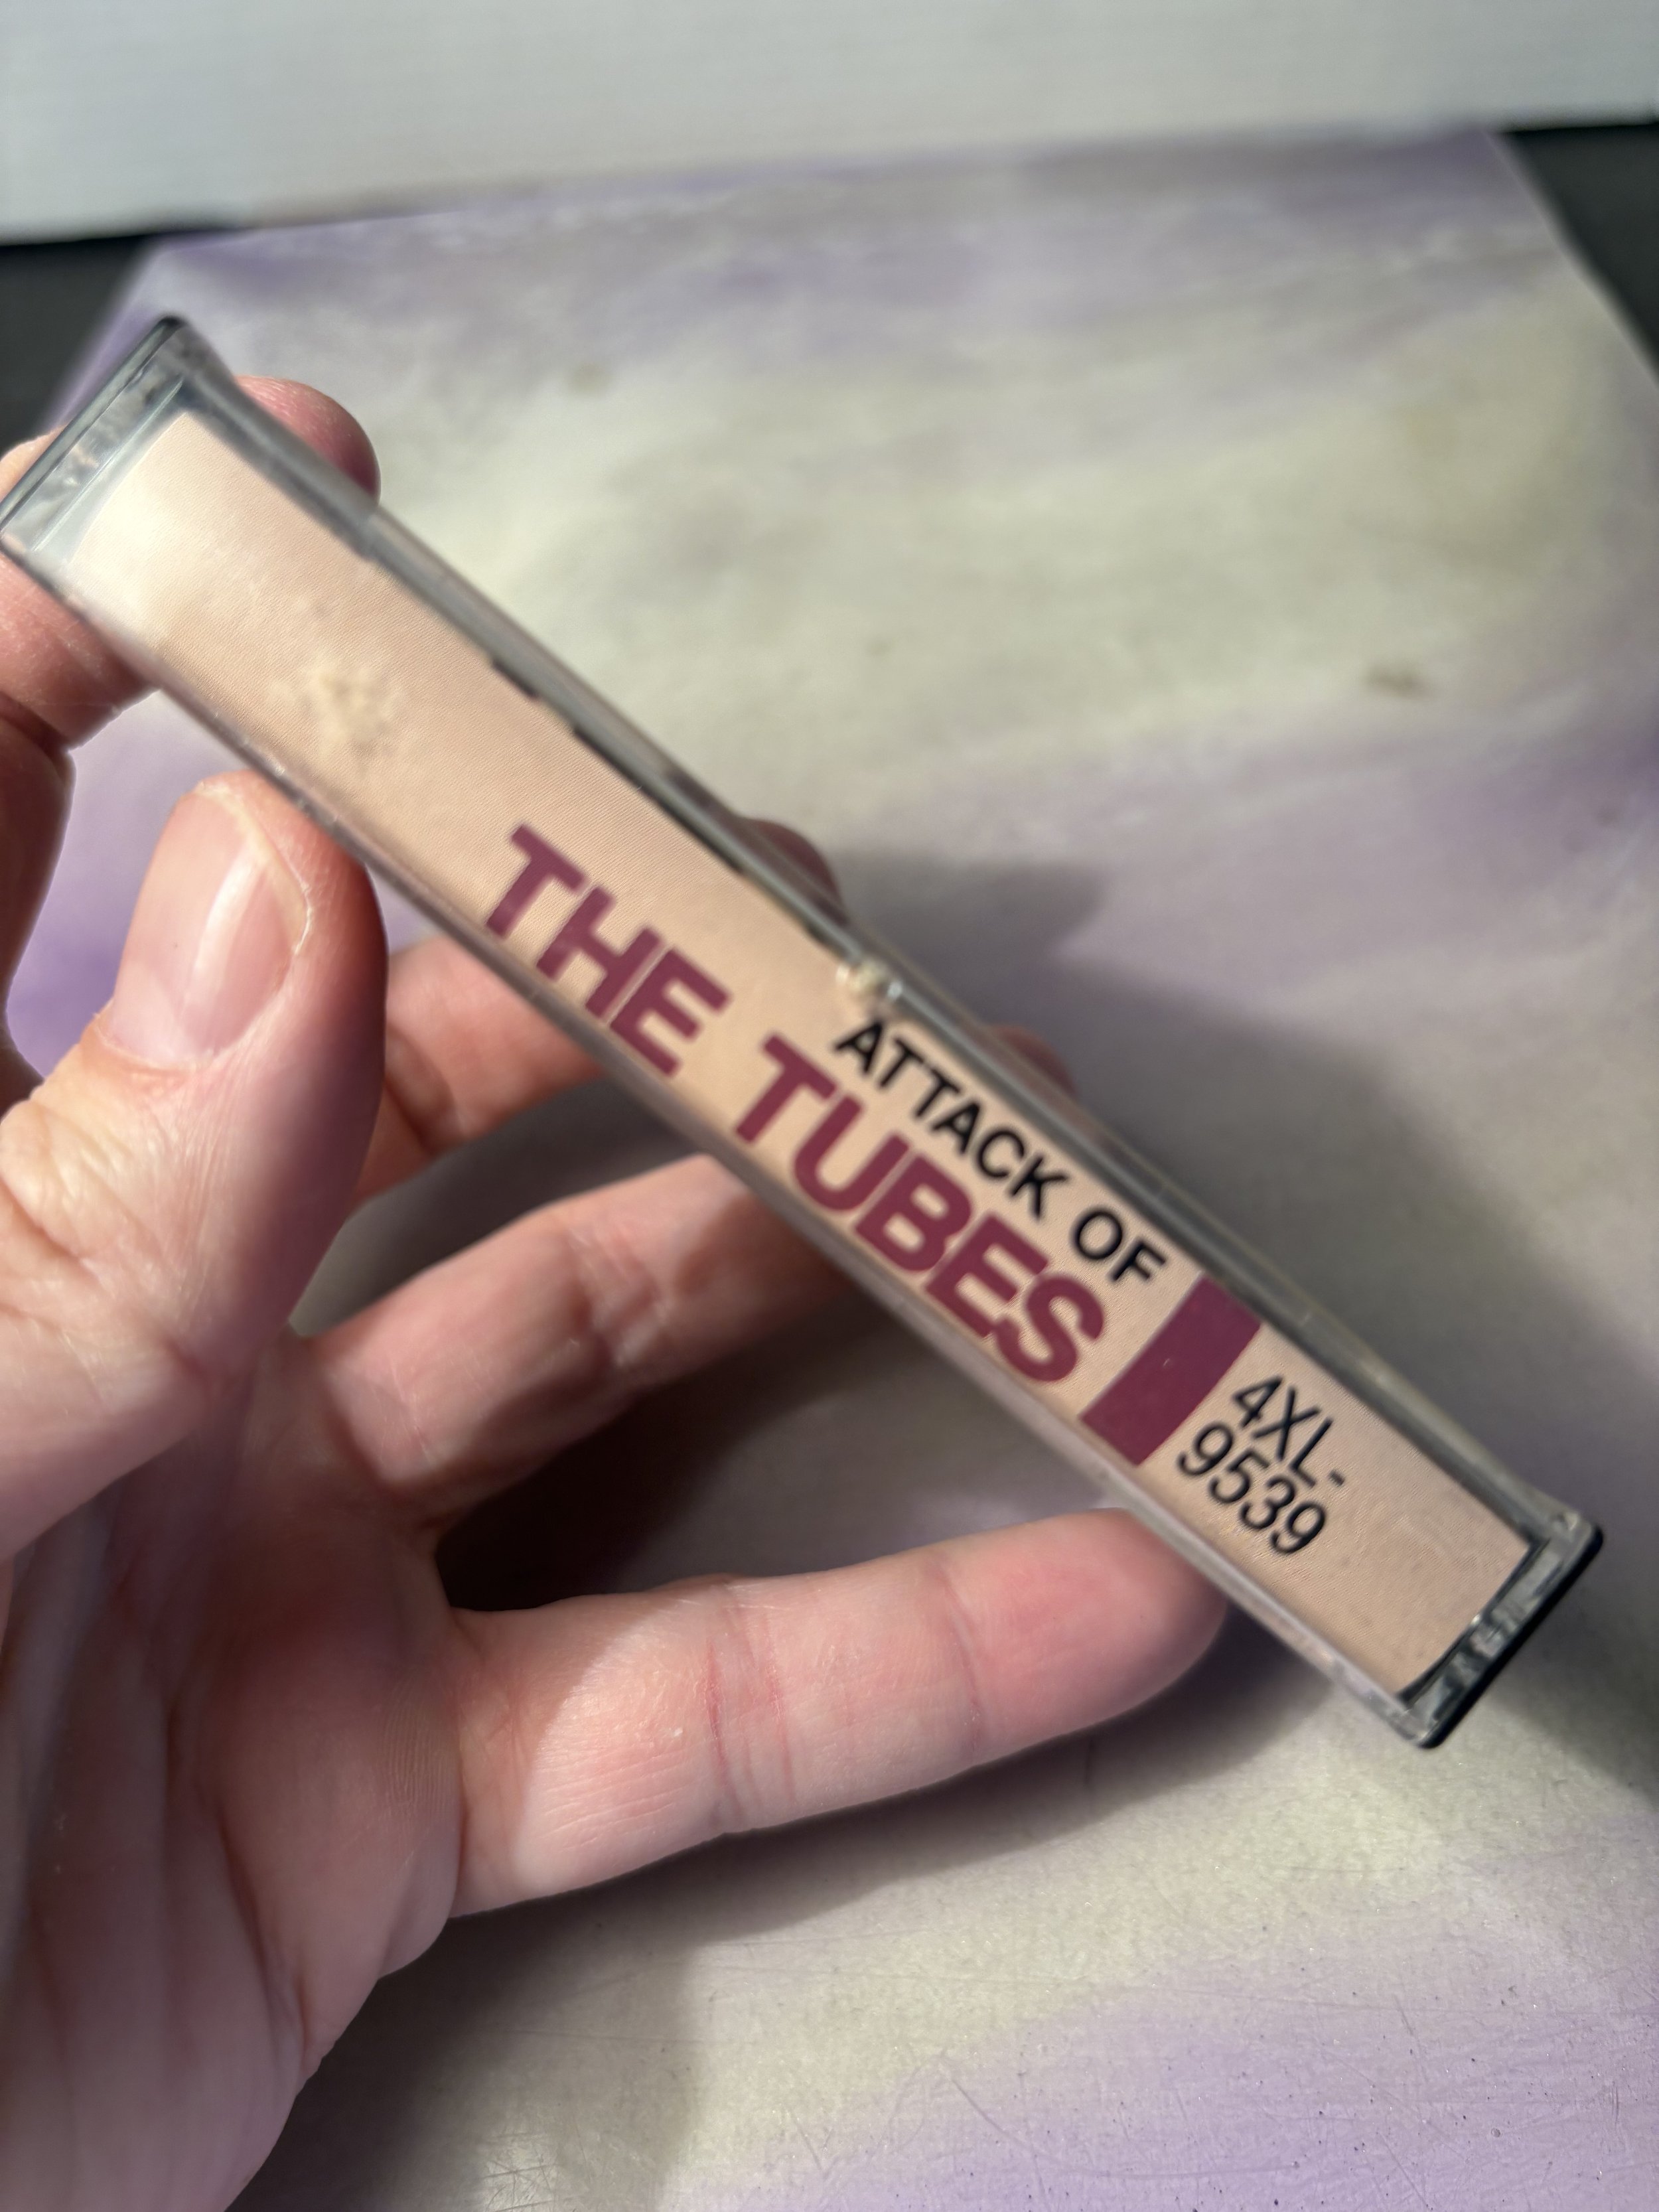 ATTACK OF
THE TUBES
4XL-
9539